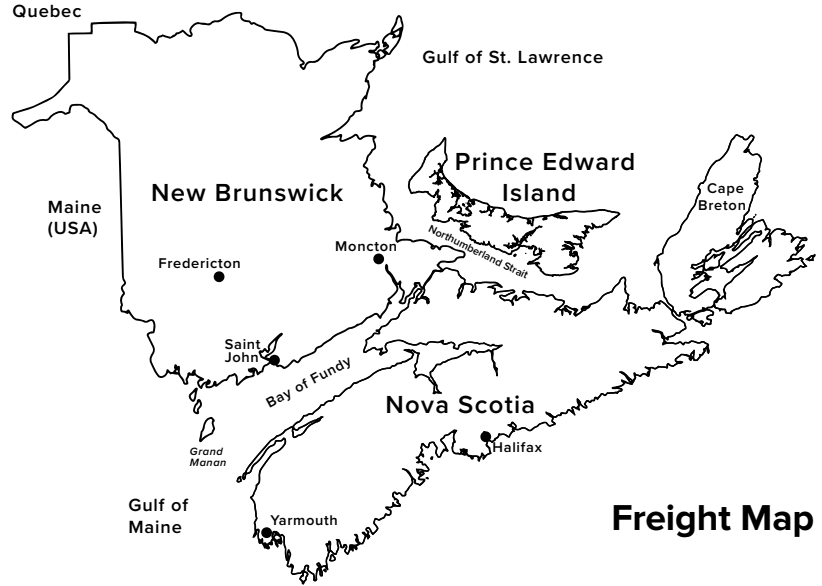 Quebec
Gulf of St. Lawrence
Prince Edward
Island
New Brunswick
Cape
Breton
Maine
(USA)
Northumberland Strait
Moncton
Fredericton
Saint
John
Bay of Fundy
Nova Scotia
Halifax
Grand
Manan
Gulf of
Maine
Yarmouth
Freight Map